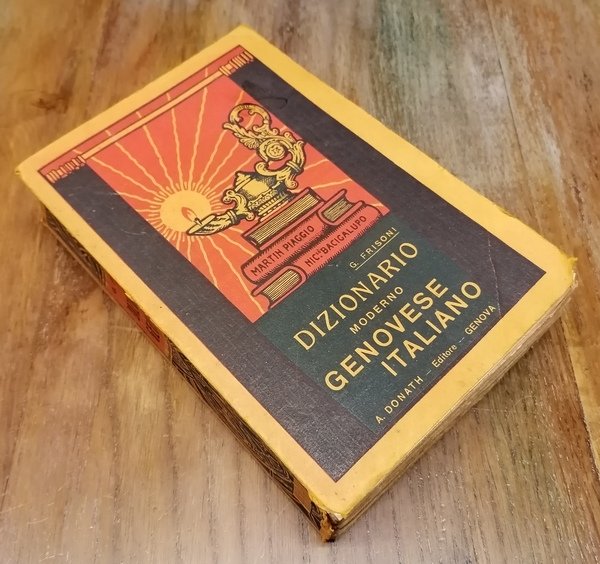 MARTIN PIAGGIO
NIC.º BACIGALUPO
G. FRISONI
DIZIONARIO
MODERNO
GENOVESE
ITALIANO
A. DONATH — Editore — GENOVA